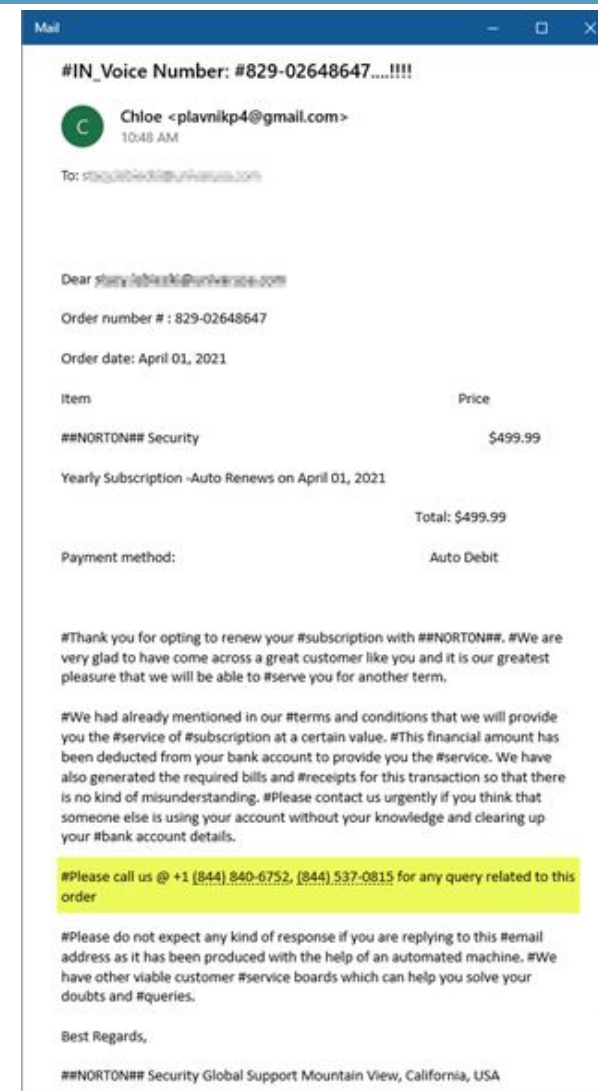 Mail
#IN_Voice Number: #829-02648647....!!!!
C
Chloe <plavnikp4@gmail.com>
10:48 AM
To:
Dear
Order number # : 829-02648647
Order date: April 01, 2021
Item Price
##NORTON## Security $499.99
Yearly Subscription -Auto Renews on April 01, 2021
Total: $499.99
Payment method: Auto Debit
#Thank you for opting to renew your #subscription with ##NORTON##. #We are
very glad to have come across a great customer like you and it is our greatest
pleasure that we will be able to #serve you for another term.
#We had already mentioned in our #terms and conditions that we will provide
you the #service of #subscription at a certain value. #This financial amount has
been deducted from your bank account to provide you the #service. We have
also generated the required bills and #receipts for this transaction so that there
is no kind of misunderstanding. #Please contact us urgently if you think that
someone else is using your account without your knowledge and clearing up
your #bank account details.
#Please call us @ +1 (844) 840-6752, (844) 537-0815 for any query related to this
order
#Please do not expect any kind of response if you are replying to this #email
address as it has been produced with the help of an automated machine. #We
have other viable customer #service boards which can help you solve your
doubts and #queries.
Best Regards,
##NORTON## Security Global Support Mountain View, California, USA